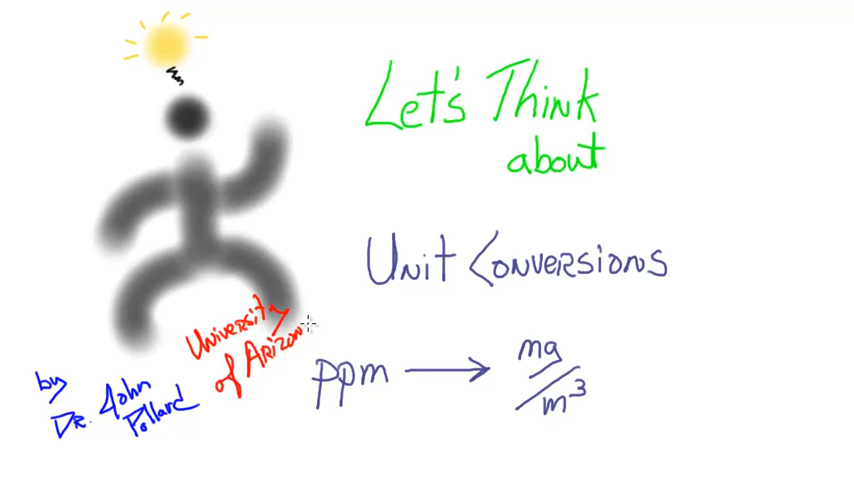 Let's Think
about
Unit Conversions
ppm → mg/m³
University
of Arizona
by
Dr. John
Pollard